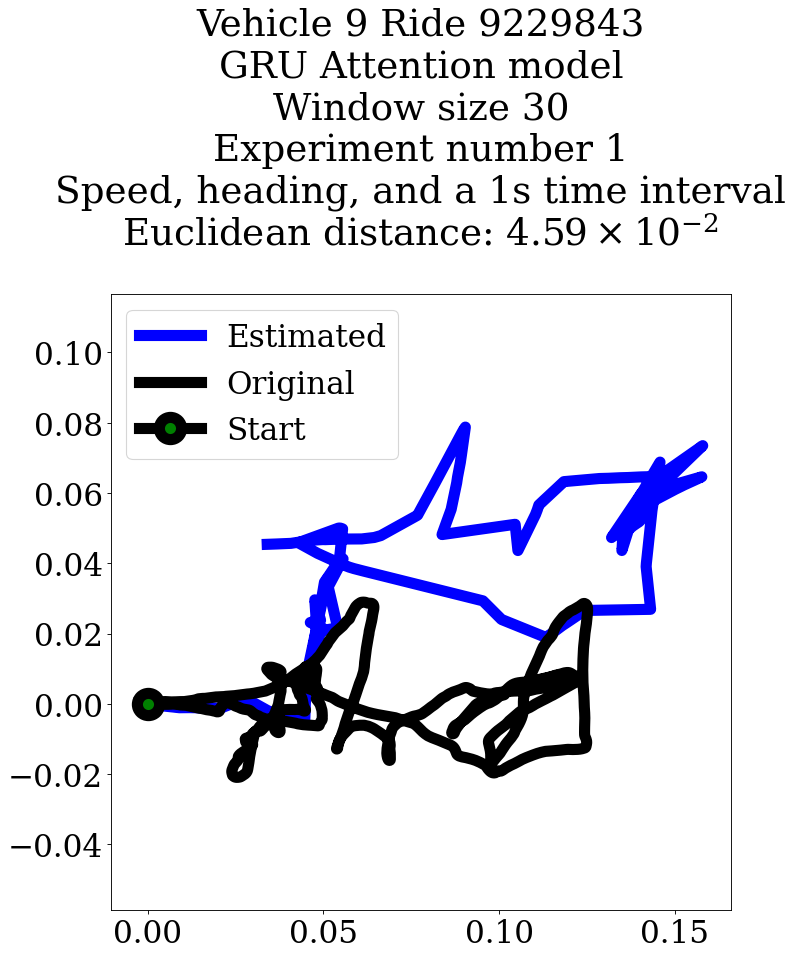 Vehicle 9 Ride 9229843
GRU Attention model
Window size 30
Experiment number 1
Speed, heading, and a 1s time interval
Euclidean distance: 4.59 × 10⁻²
Estimated
Original
Start
0.10
0.08
0.06
0.04
0.02
0.00
−0.02
−0.04
0.00 0.05 0.10 0.15